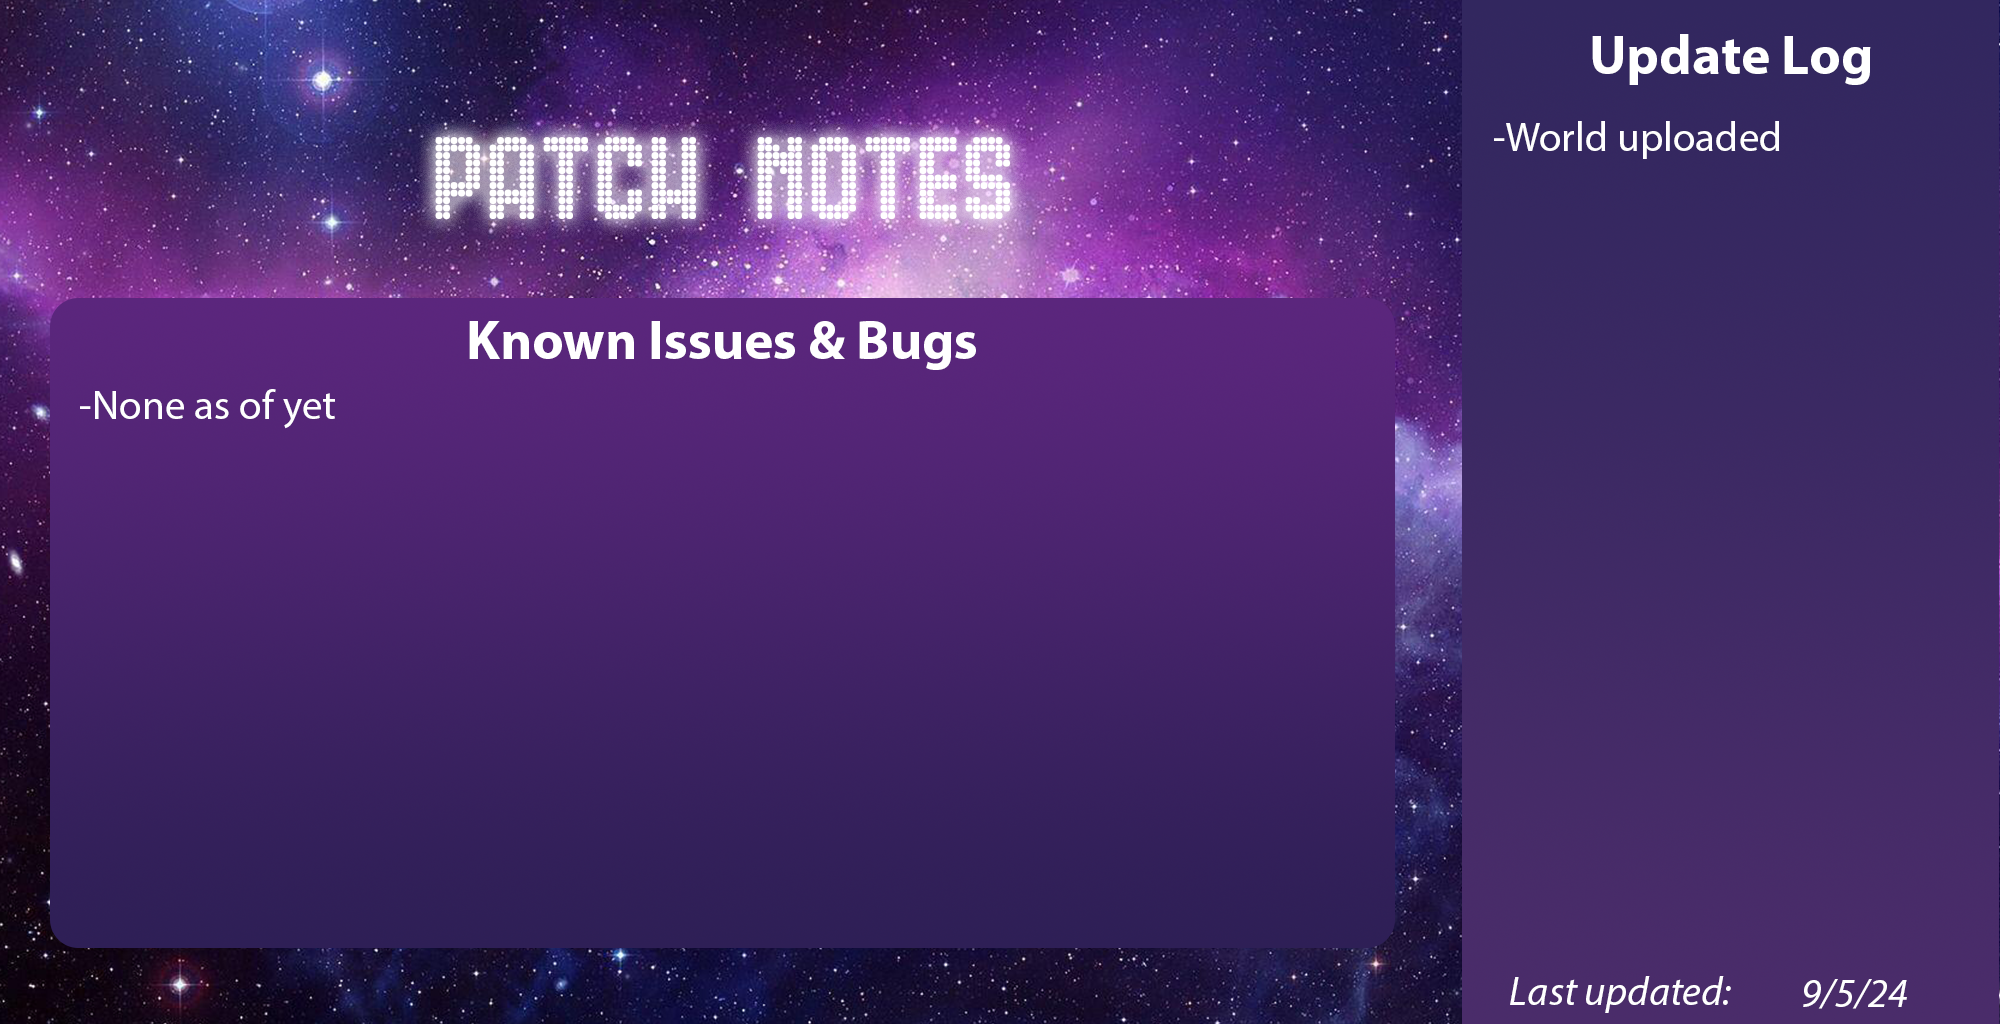 PATCH NOTES
Known Issues & Bugs
-None as of yet
Update Log
-World uploaded
Last updated: 9/5/24